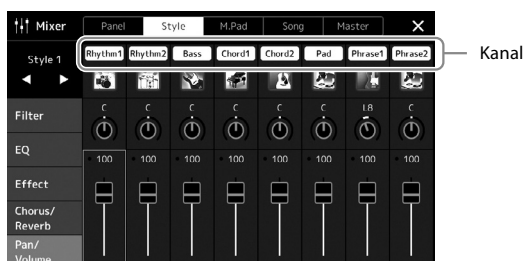 Mixer
Panel Style M.Pad Song Master
Style 1
Rhythm1 Rhythm2 Bass Chord1 Chord2 Pad Phrase1 Phrase2
Kanal
Filter
C C C C C C L8 C
EQ
100 100 100 100 100 100 100 100
Effect
Chorus/
Reverb
Pan/
Volume